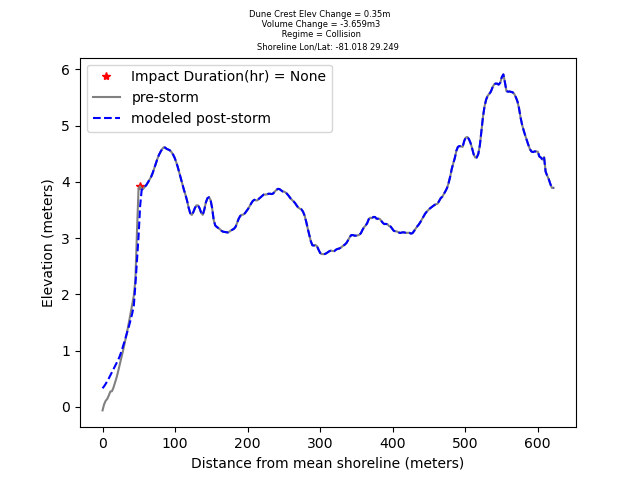 Dune Crest Elev Change = 0.35m
Volume Change = -3.659m3
Regime = Collision
Shoreline Lon/Lat: -81.018 29.249
Impact Duration(hr) = None
pre-storm
modeled post-storm
6
5
4
3
2
1
0
Elevation (meters)
0 100 200 300 400 500 600
Distance from mean shoreline (meters)